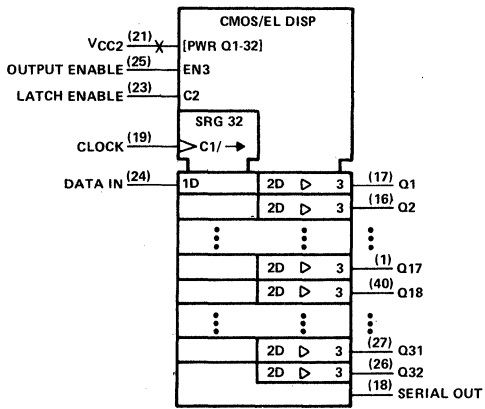 CMOS/EL DISP
VCC2 (21) [PWR Q1-32]
OUTPUT ENABLE (25) EN3
LATCH ENABLE (23) C2
SRG 32
CLOCK (19) C1/
DATA IN (24) 1D 2D 3 (17) Q1
2D 3 (16) Q2
2D 3 (1) Q17
2D 3 (40) Q18
2D 3 (27) Q31
2D 3 (26) Q32
(18) SERIAL OUT